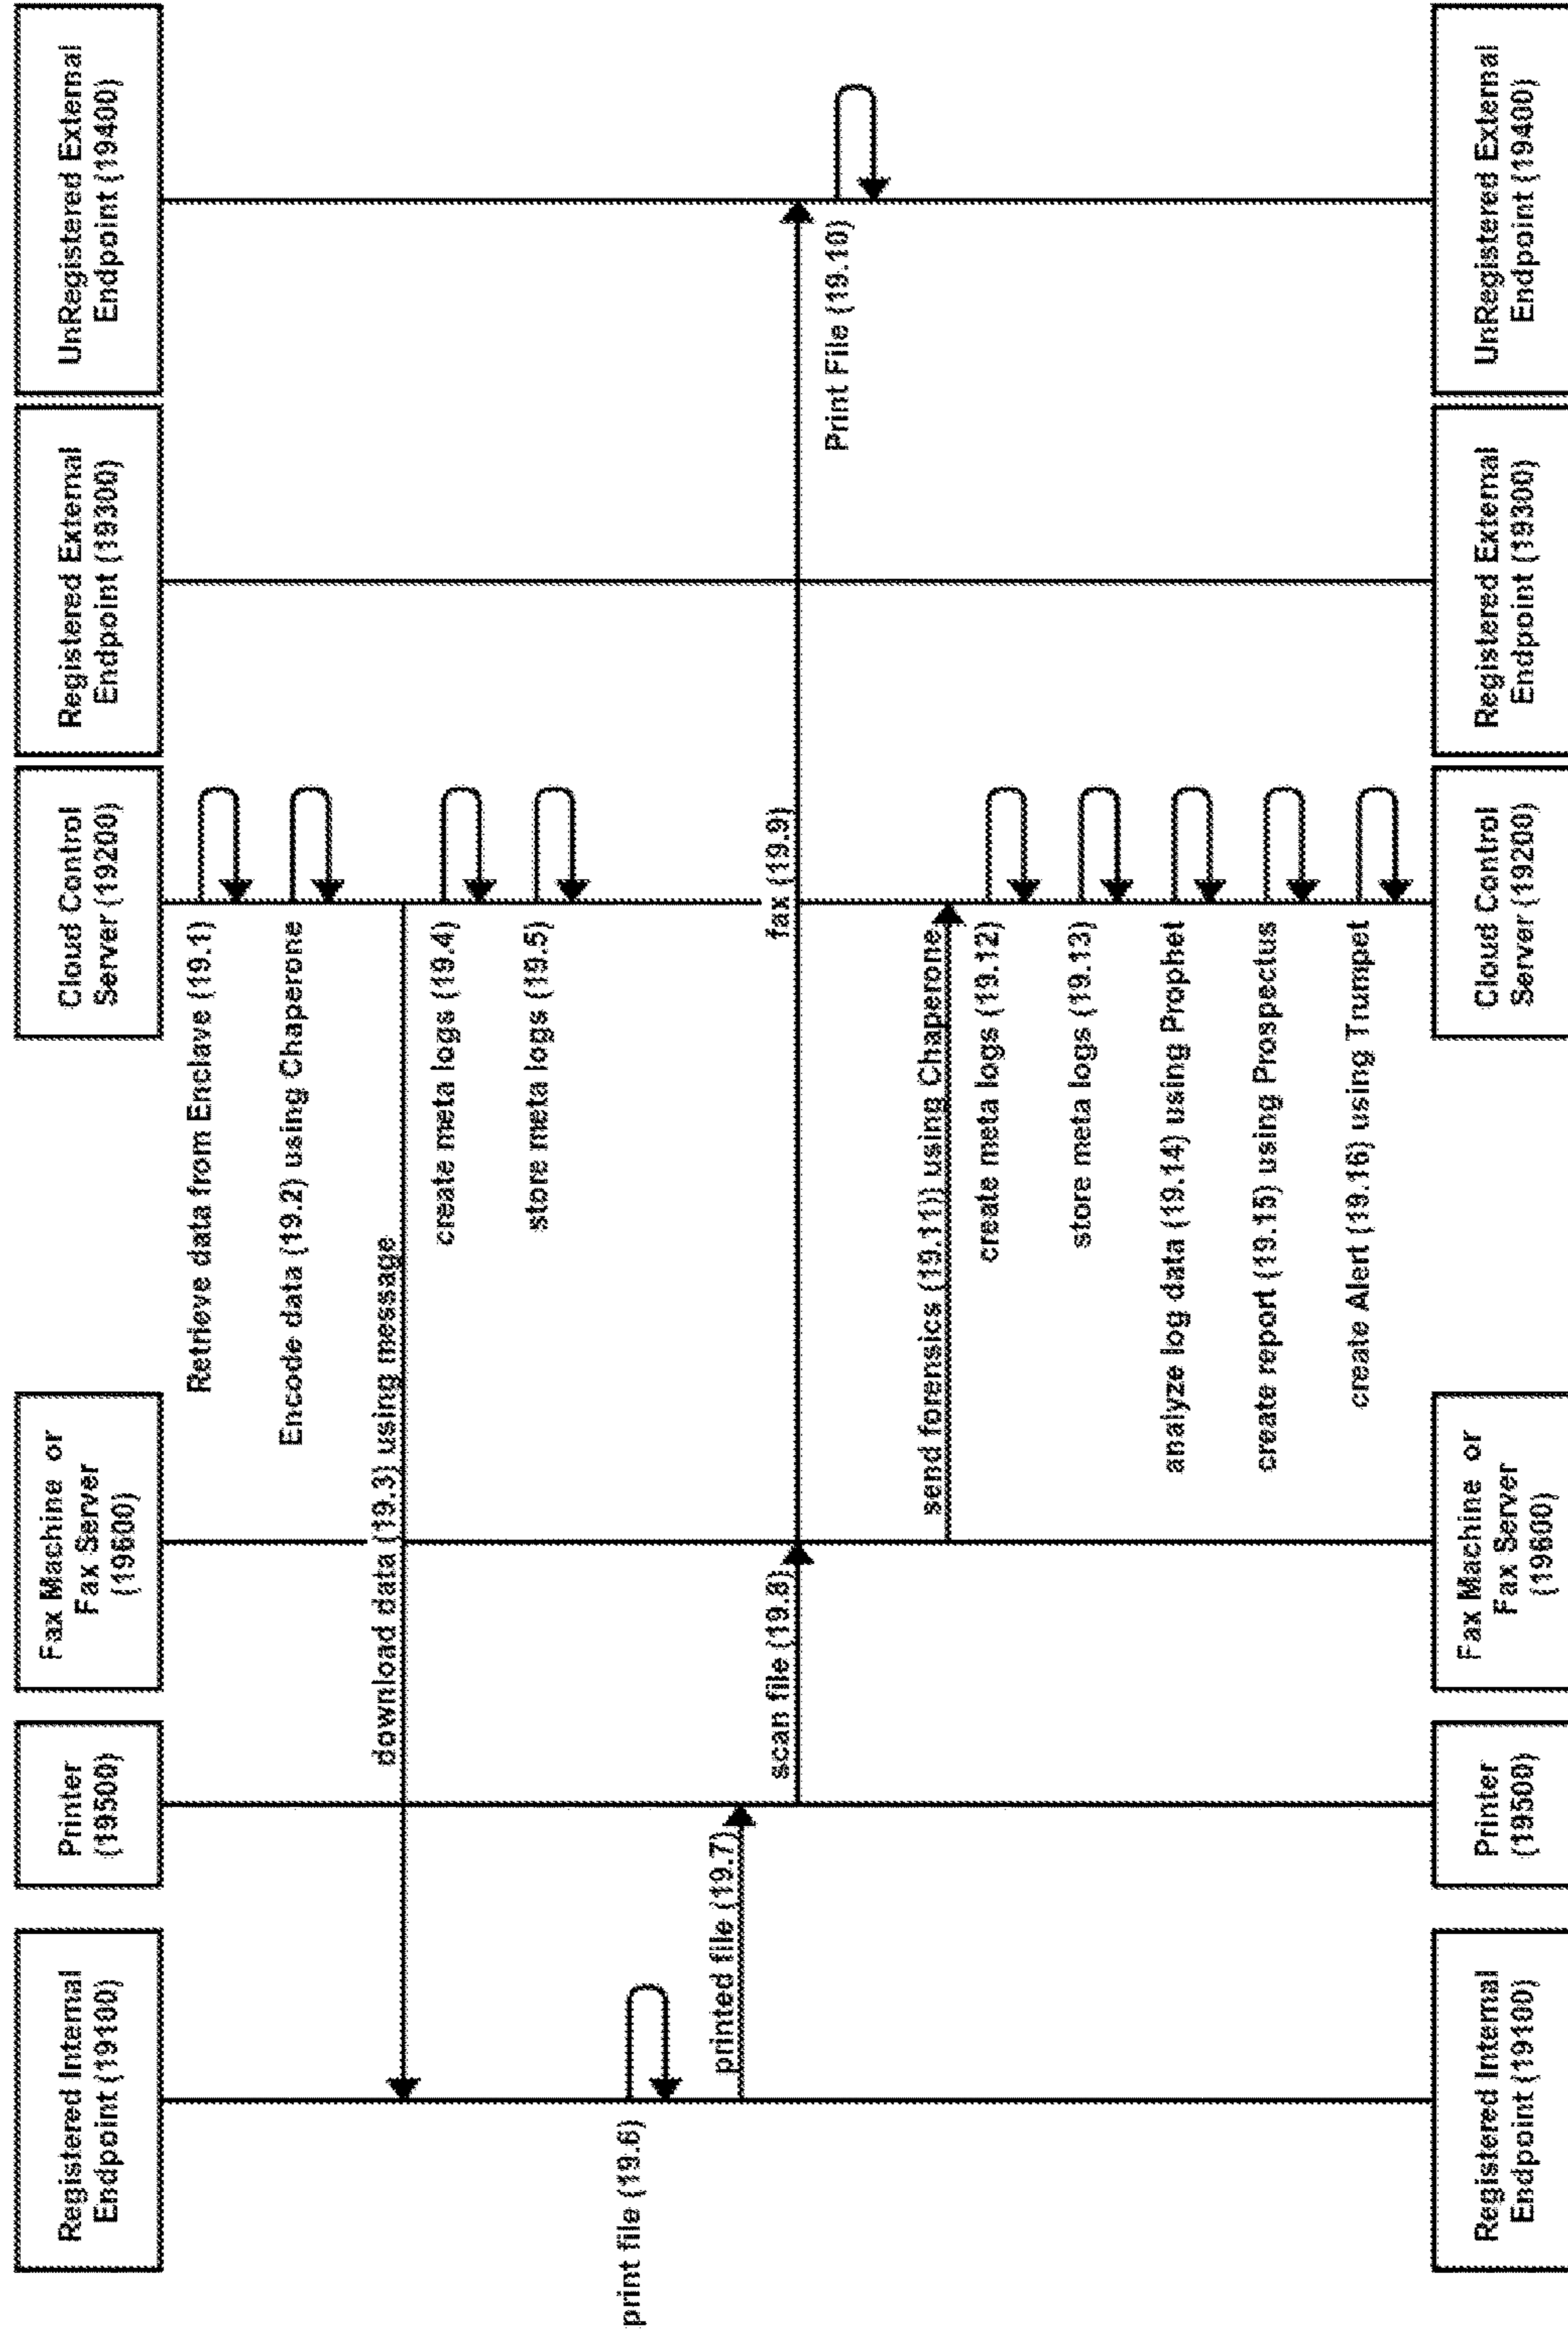 Registered Internal
Endpoint (19100)
Printer
(19500)
Fax Machine or
Fax Server
(19600)
Cloud Control
Server (19200)
Registered External
Endpoint (19300)
UnRegistered External
Endpoint (19400)
Retrieve data from Enclave (19.1)
Encode data (19.2) using Chaperone
download data (19.3) using message
create meta logs (19.4)
store meta logs (19.5)
print file (19.6)
printed file (19.7)
scan file (19.8)
fax (19.9)
Print File (19.10)
send forensics (19.11)) using Chaperone
create meta logs (19.12)
store meta logs (19.13)
analyze log data (19.14) using Prophet
create report (19.15) using Prospectus
create Alert (19.16) using Trumpet
Registered Internal
Endpoint (19100)
Printer
(19500)
Fax Machine or
Fax Server
(19600)
Cloud Control
Server (19200)
Registered External
Endpoint (19300)
UnRegistered External
Endpoint (19400)